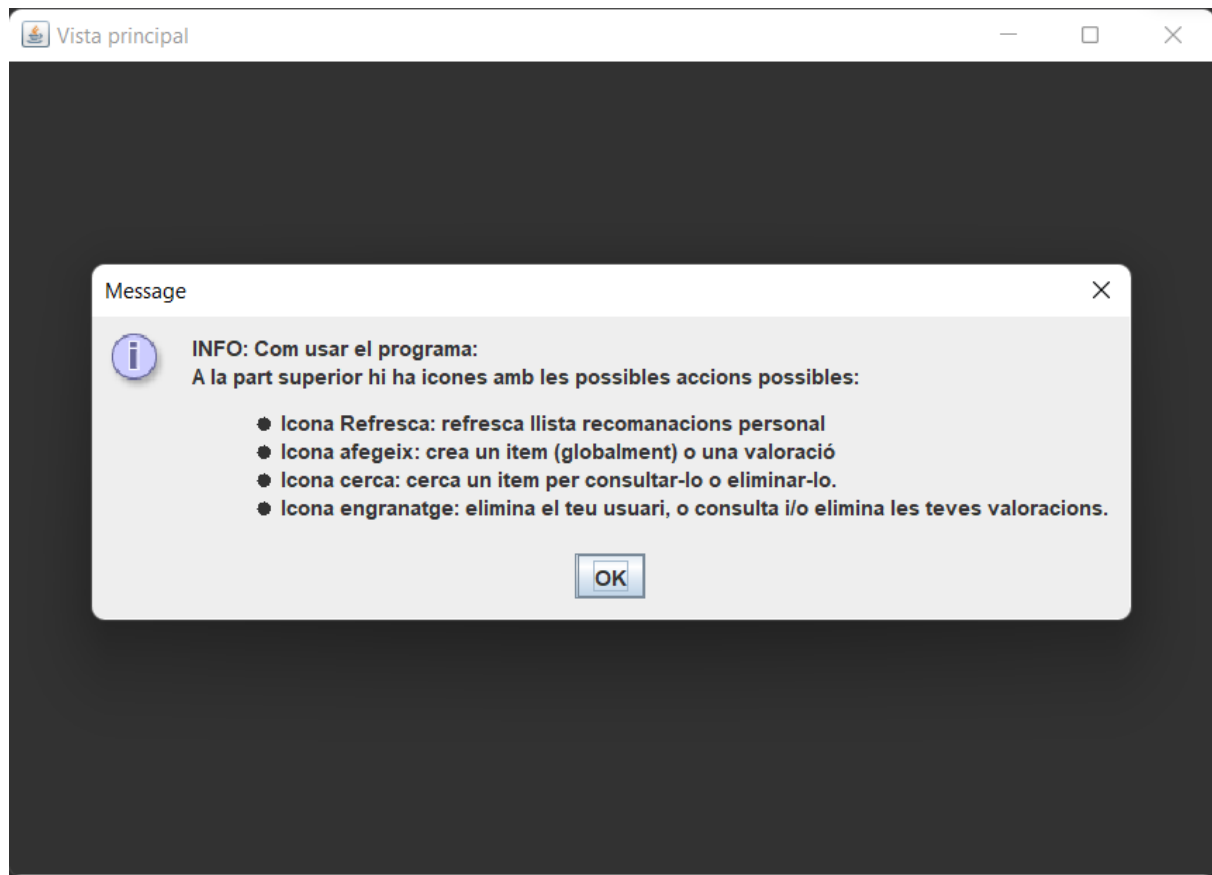 Vista principal
Message
INFO: Com usar el programa:
A la part superior hi ha icones amb les possibles accions possibles:
● Icona Refresca: refresca llista recomanacions personal
● Icona afegeix: crea un item (globalment) o una valoració
● Icona cerca: cerca un item per consultar-lo o eliminar-lo.
● Icona engranatge: elimina el teu usuari, o consulta i/o elimina les teves valoracions.
OK